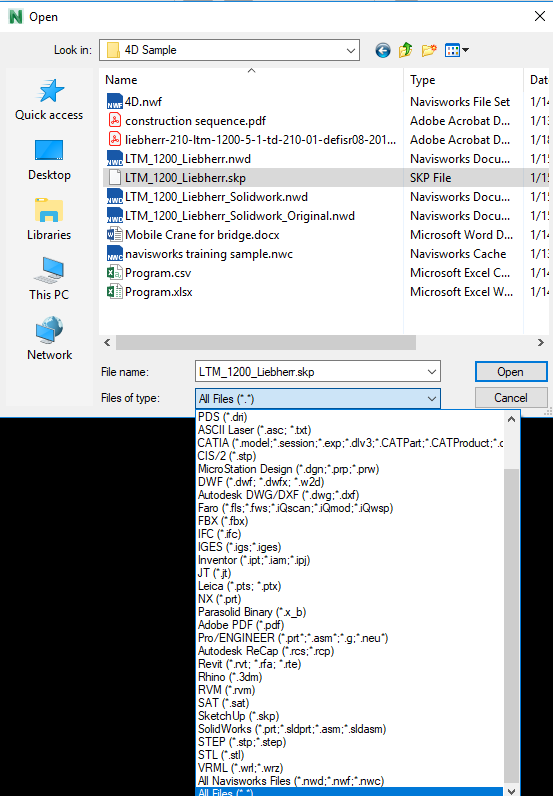 Open
Look in:
4D Sample
Quick access
Desktop
Libraries
This PC
Network
Name Type Dat
4D.nwf Navisworks File Set 1/14
construction sequence.pdf Adobe Acrobat D... 1/13
liebherr-210-ltm-1200-5-1-td-210-01-defisr08-201... Adobe Acrobat D... 1/18
LTM_1200_Liebherr.nwd Navisworks Docu... 1/15
LTM_1200_Liebherr.skp SKP File 1/15
LTM_1200_Liebherr_Solidwork.nwd Navisworks Docu... 1/15
LTM_1200_Liebherr_Solidwork_Original.nwd Navisworks Docu... 1/15
Mobile Crane for bridge.docx Microsoft Word D... 1/14
navisworks training sample.nwc Navisworks Cache 1/13
Program.csv Microsoft Excel C... 1/14
Program.xlsx Microsoft Excel W... 1/14
File name: LTM_1200_Liebherr.skp Open
Files of type: All Files (*.*) Cancel
PDS (*.dri)
ASCII Laser (*.asc; *.txt)
CATIA (*.model;*.session;*.exp;*.dlv3;*.CATPart;*.CATProduct;*.c
CIS/2 (*.stp)
MicroStation Design (*.dgn;*.prp;*.prw)
DWF (*.dwf; *.dwfx; *.w2d)
Autodesk DWG/DXF (*.dwg;*.dxf)
Faro (*.fls;*.fws;*.iQscan;*.iQmod;*.iQwsp)
FBX (*.fbx)
IFC (*.ifc)
IGES (*.igs;*.iges)
Inventor (*.ipt;*.iam;*.ipj)
JT (*.jt)
Leica (*.pts; *.ptx)
NX (*.prt)
Parasolid Binary (*.x_b)
Adobe PDF (*.pdf)
Pro/ENGINEER (*.prt*;*.asm*;*.g;*.neu*)
Autodesk ReCap (*.rcs;*.rcp)
Revit (*.rvt; *.rfa; *.rte)
Rhino (*.3dm)
RVM (*.rvm)
SAT (*.sat)
SketchUp (*.skp)
SolidWorks (*.prt;*.sldprt;*.asm;*.sldasm)
STEP (*.stp;*.step)
STL (*.stl)
VRML (*.wrl;*.wrz)
All Navisworks Files (*.nwd;*.nwf;*.nwc)
All Files (*.*)